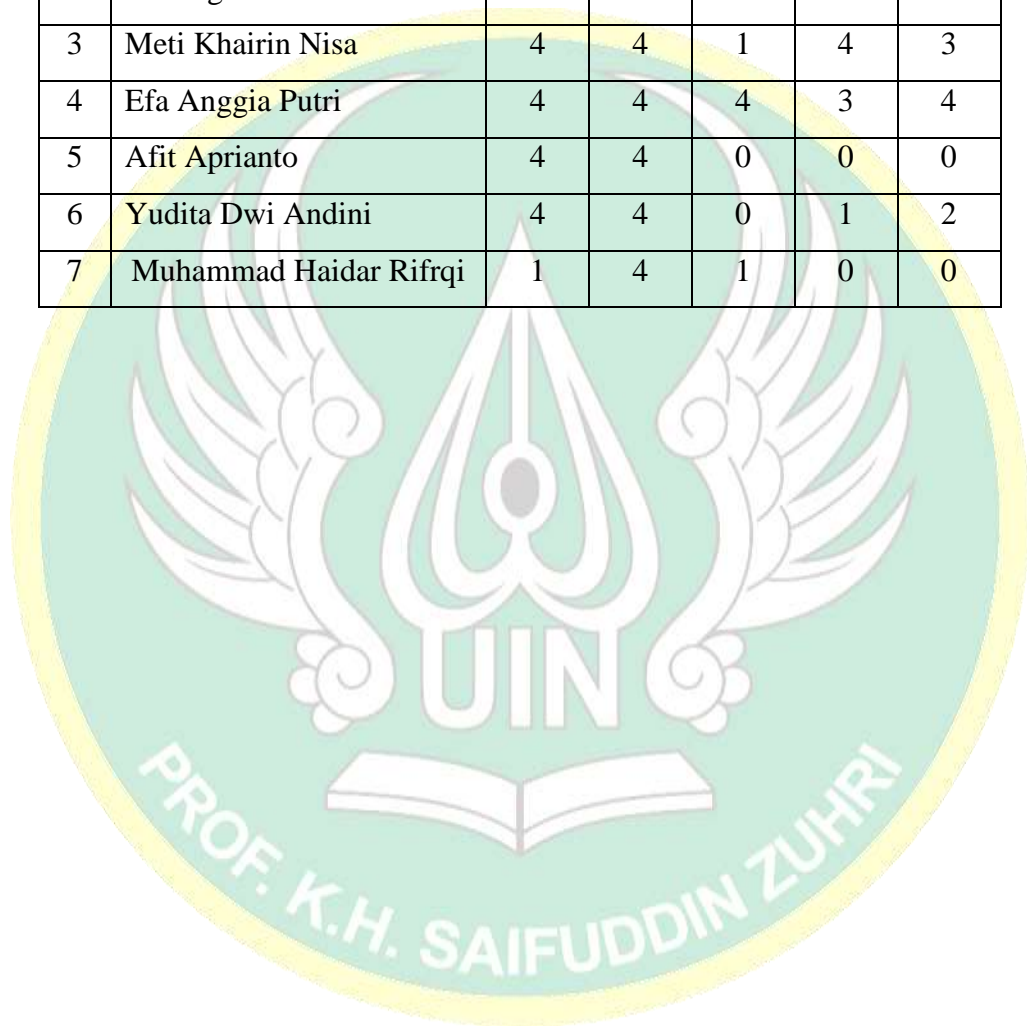 3 Meti Khairin Nisa 4 4 1 4 3
4 Efa Anggia Putri 4 4 4 3 4
5 Afit Aprianto 4 4 0 0 0
6 Yudita Dwi Andini 4 4 0 1 2
7 Muhammad Haidar Rifrqi 1 4 1 0 0
UIN
PROF. K.H. SAIFUDDIN ZUHRI